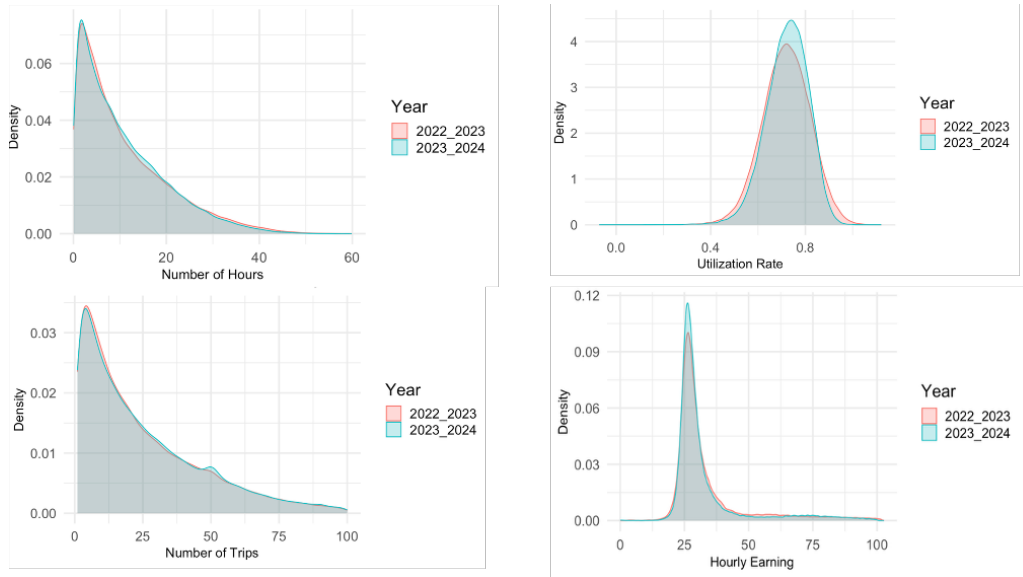 Density
0.06
0.04
0.02
0.00
0 20 40 60
Number of Hours
Year
2022_2023
2023_2024
Density
4
3
2
1
0
0.0 0.4 0.8
Utilization Rate
Year
2022_2023
2023_2024
Density
0.03
0.02
0.01
0.00
0 25 50 75 100
Number of Trips
Year
2022_2023
2023_2024
Density
0.12
0.09
0.06
0.03
0.00
0 25 50 75 100
Hourly Earning
Year
2022_2023
2023_2024